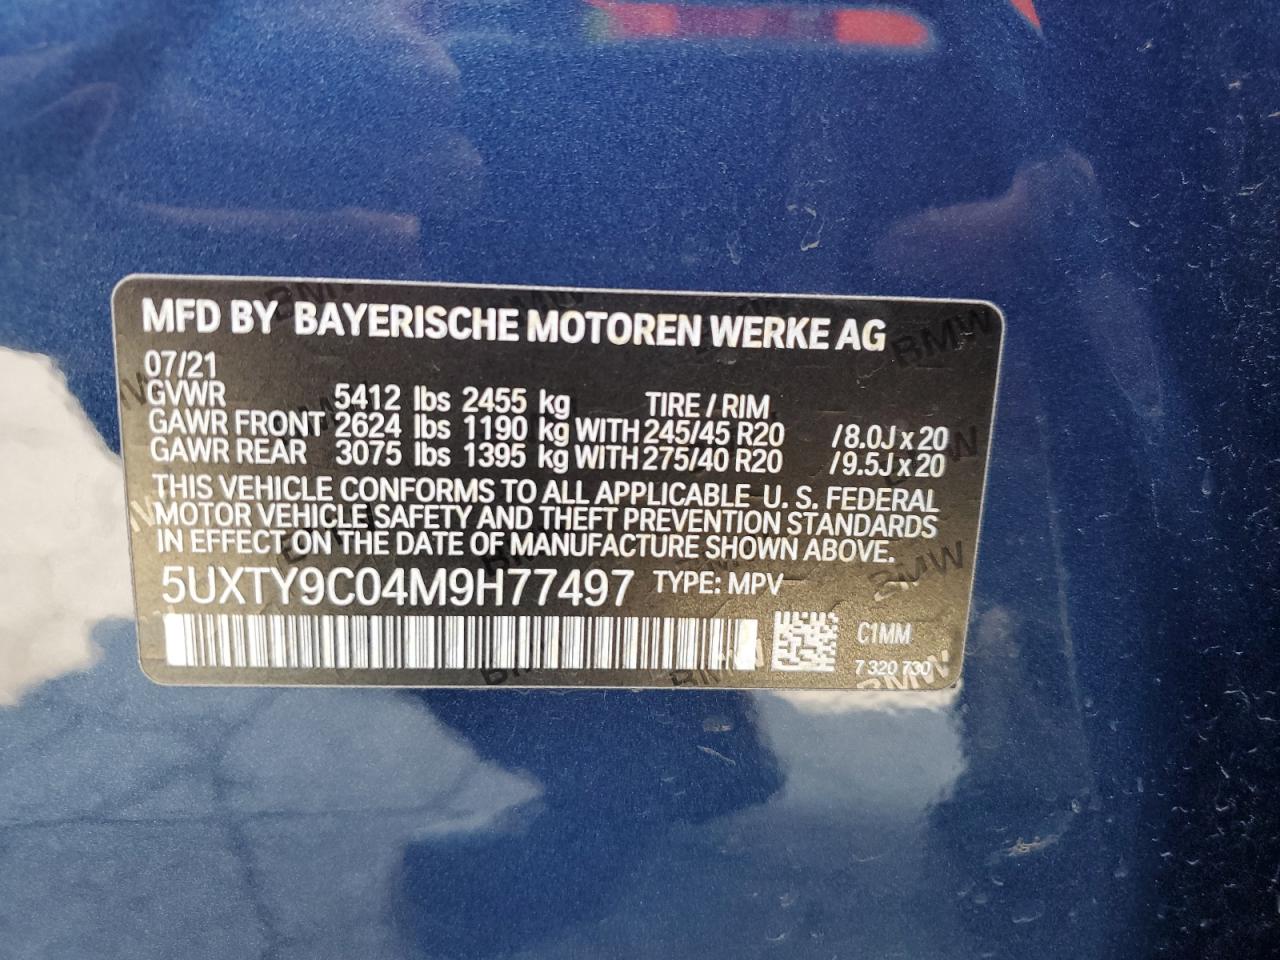 MFD BY BAYERISCHE MOTOREN WERKE AG
07/21
GVWR 5412 lbs 2455 kg TIRE / RIM
GAWR FRONT 2624 lbs 1190 kg WITH 245/45 R20 /8.0J x 20
GAWR REAR 3075 lbs 1395 kg WITH 275/40 R20 /9.5J x 20
THIS VEHICLE CONFORMS TO ALL APPLICABLE U. S. FEDERAL
MOTOR VEHICLE SAFETY AND THEFT PREVENTION STANDARDS
IN EFFECT ON THE DATE OF MANUFACTURE SHOWN ABOVE.
5UXTY9C04M9H77497 TYPE: MPV
C1MM
7 320 730